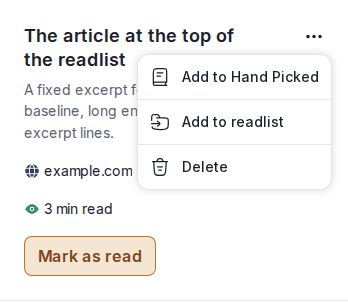 The article at the top of
the readlist
A fixed excerpt
baseline, long
excerpt lines.
example.com
3 min read
Mark as read
Add to Hand Picked
Add to readlist
Delete